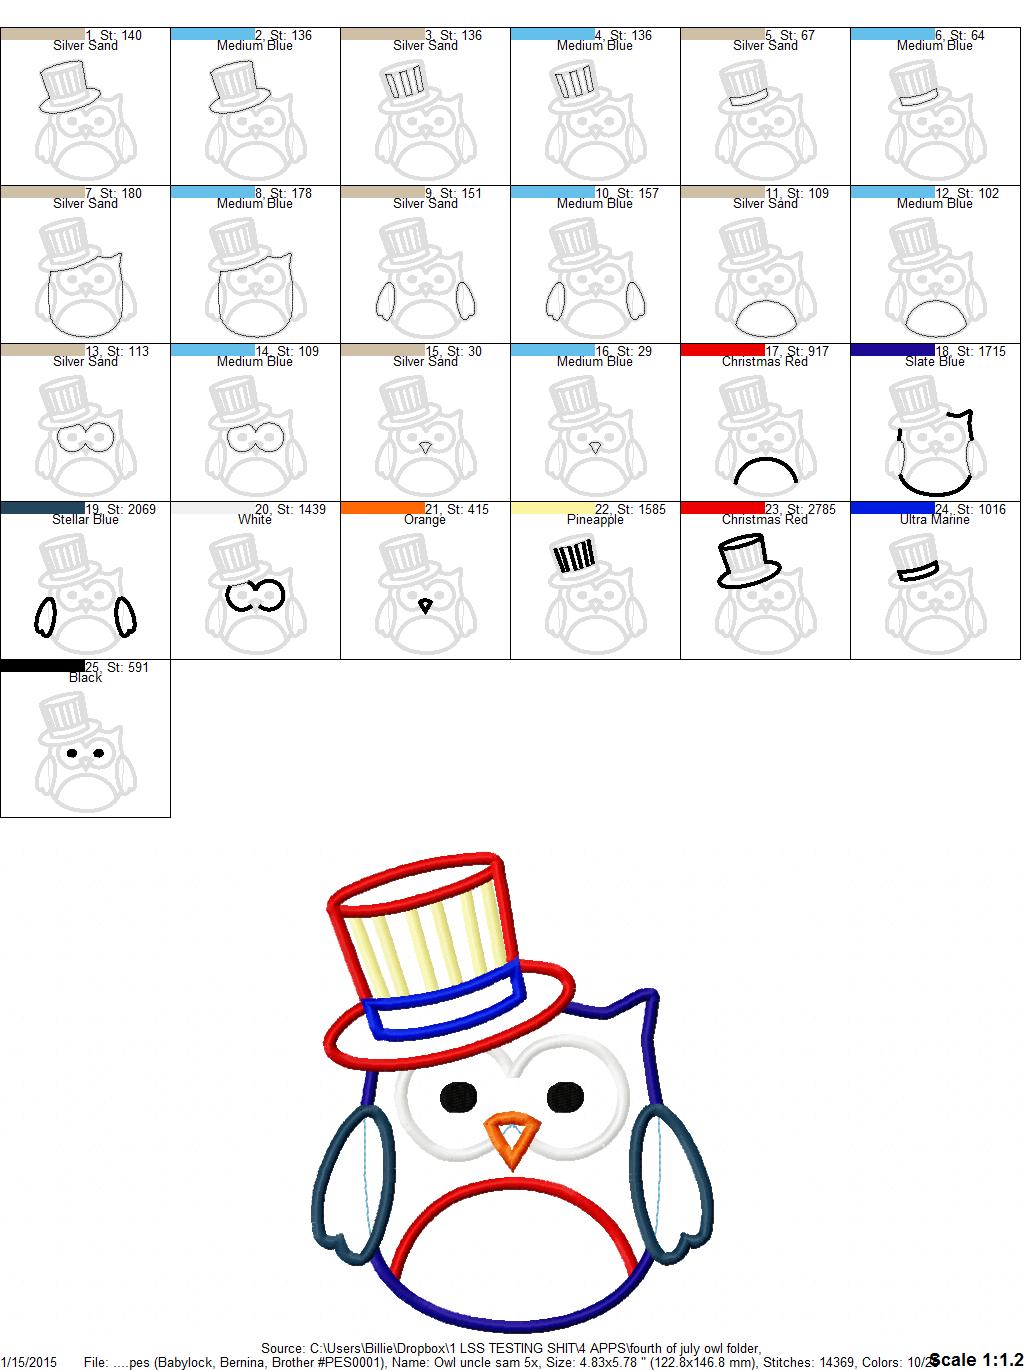 1, St: 140
Silver Sand
2, St: 136
Medium Blue
3, St: 136
Silver Sand
4, St: 136
Medium Blue
5, St: 67
Silver Sand
6, St: 64
Medium Blue
7, St: 180
Silver Sand
8, St: 178
Medium Blue
9, St: 151
Silver Sand
10, St: 157
Medium Blue
11, St: 109
Silver Sand
12, St: 102
Medium Blue
13, St: 113
Silver Sand
14, St: 109
Medium Blue
15, St: 30
Silver Sand
16, St: 29
Medium Blue
17, St: 917
Christmas Red
18, St: 1715
Slate Blue
19, St: 2069
Stellar Blue
20, St: 1439
White
21, St: 415
Orange
22, St: 1585
Pineapple
23, St: 2785
Christmas Red
24, St: 1016
Ultra Marine
25, St: 591
Black
Source: C:\Users\Billie\Dropbox\1 LSS TESTING SHIT\4 APPS\fourth of july owl folder,
1/15/2015 File: ....pes (Babylock, Bernina, Brother #PES0001), Name: Owl uncle sam 5x, Size: 4.83x5.78 " (122.8x146.8 mm), Stitches: 14369, Colors: 10/ Scale 1:1.2